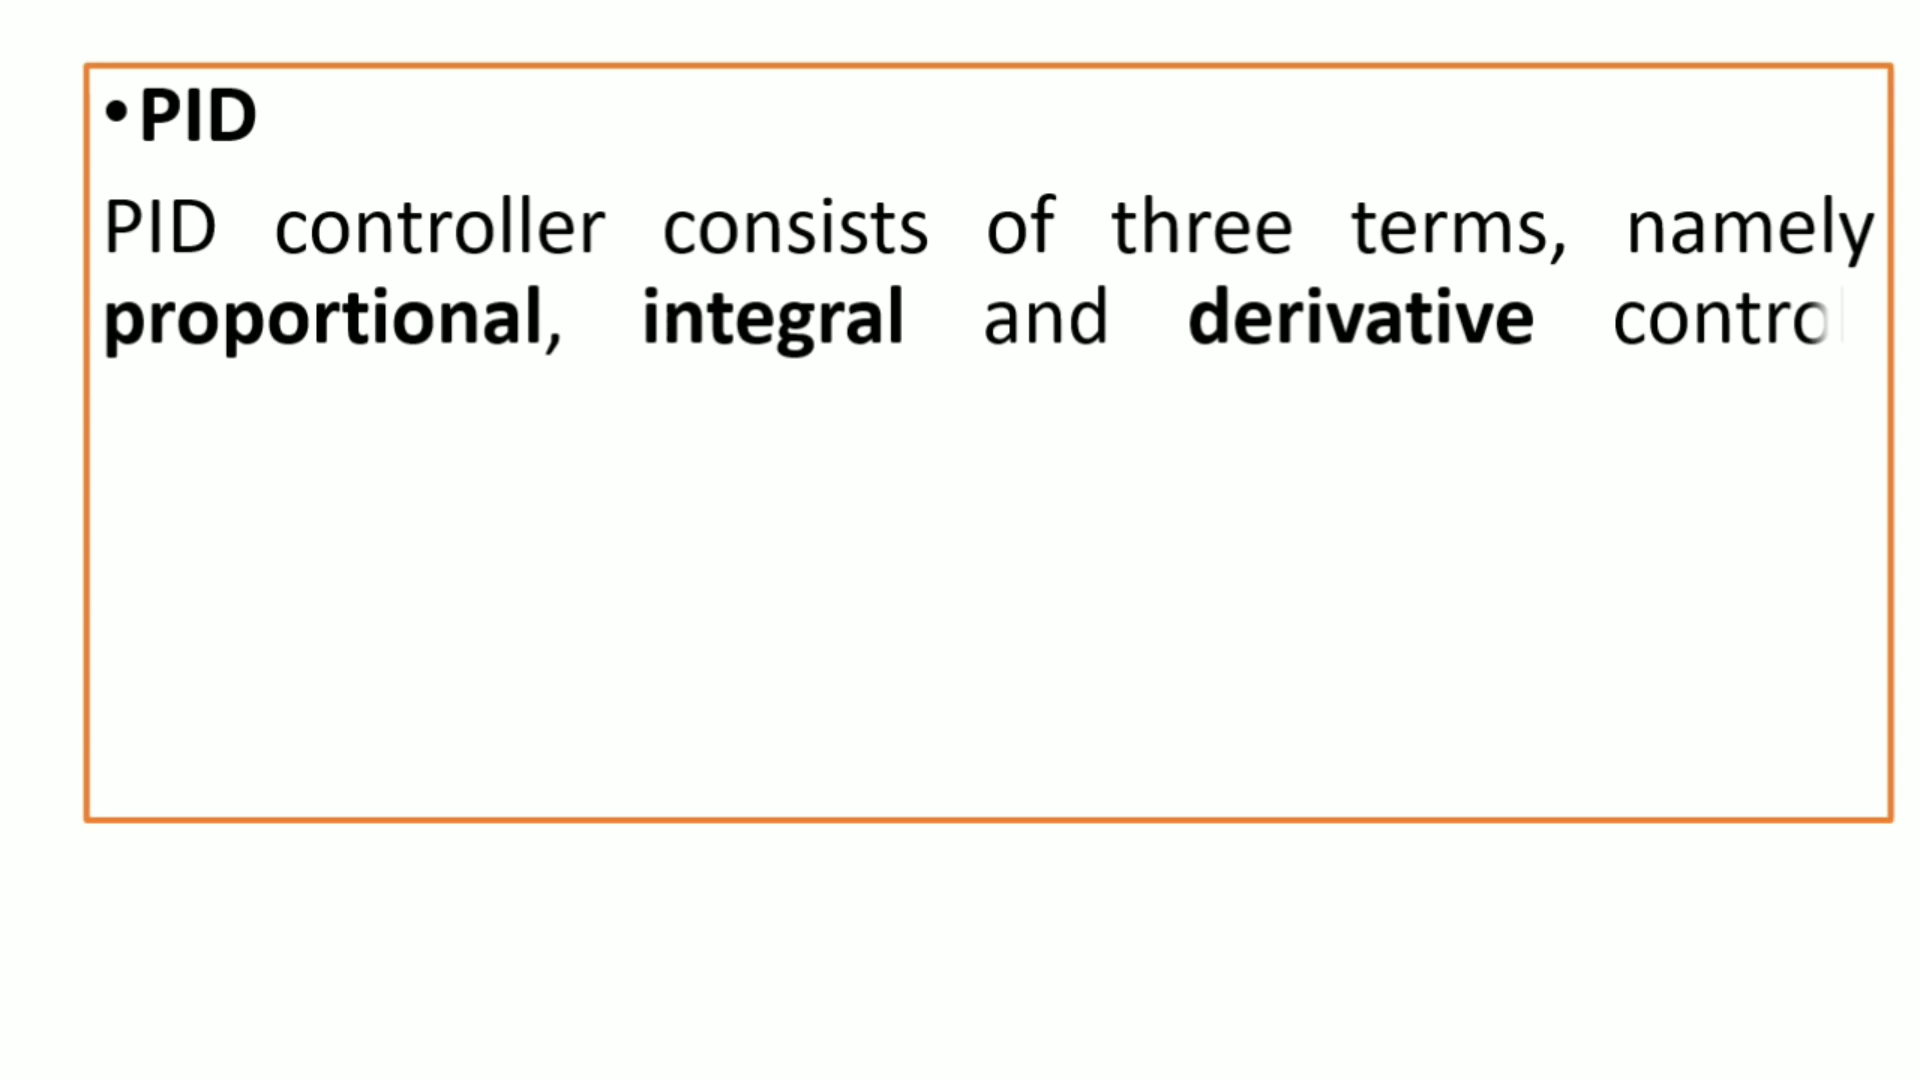 •PID
PID controller consists of three terms, namely
proportional, integral and derivative control